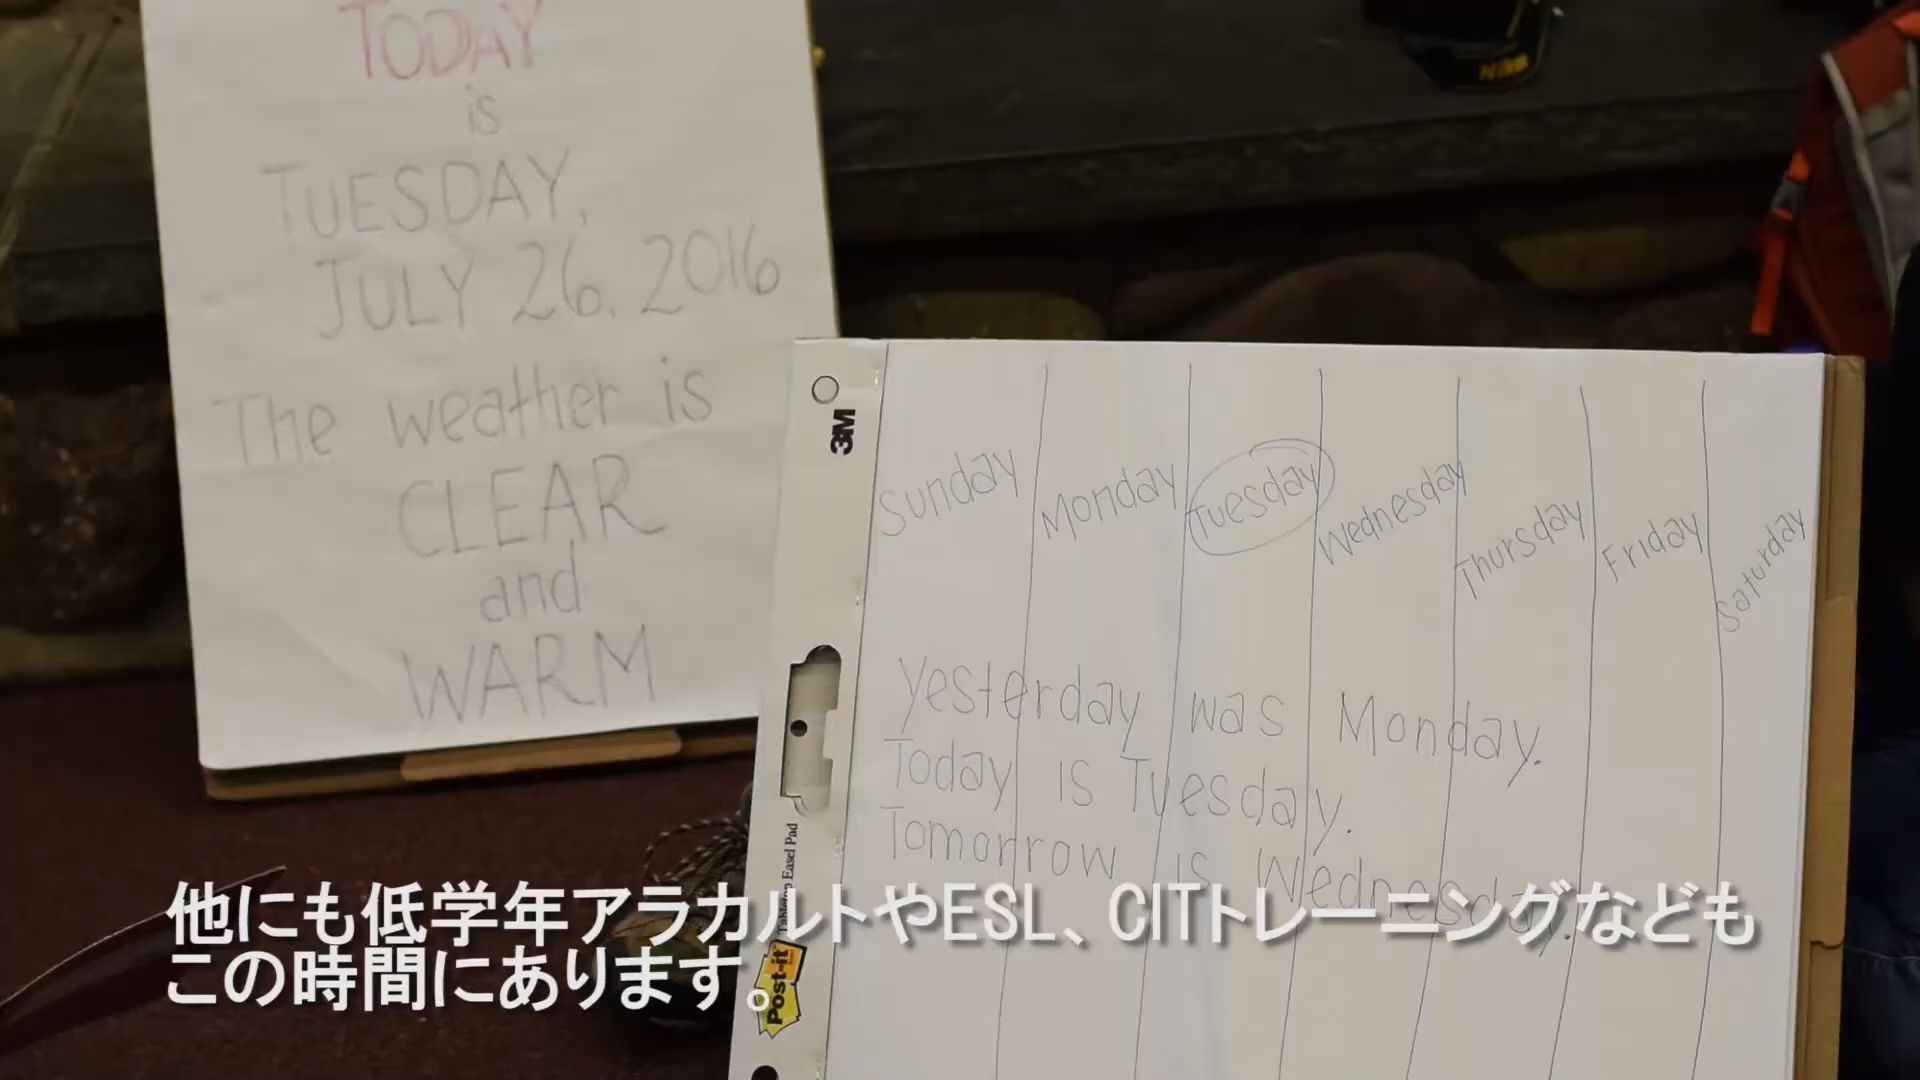 TODAY
is
TUESDAY,
JULY 26, 2016
The weather is
CLEAR
and
WARM
3M
Sunday Monday Tuesday Wednesday Thursday Friday Saturday
Yesterday was Monday.
Today is Tuesday.
Tomorrow is Wednesday.
Easel Pad
Post-it
他にも低学年アラカルトやESL、CITトレーニングなども
この時間にあります。